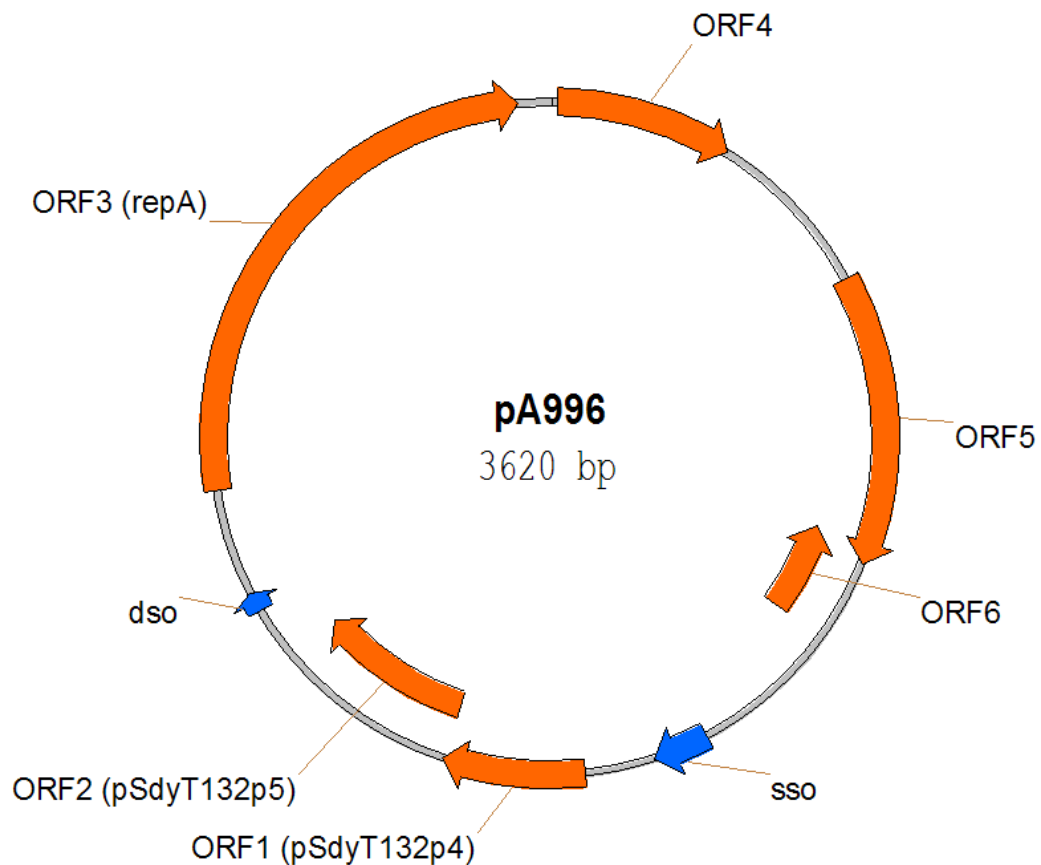 ORF4
ORF3 (repA)
pA996
3620 bp
ORF5
dso
ORF6
ORF2 (pSdyT132p5)
sso
ORF1 (pSdyT132p4)